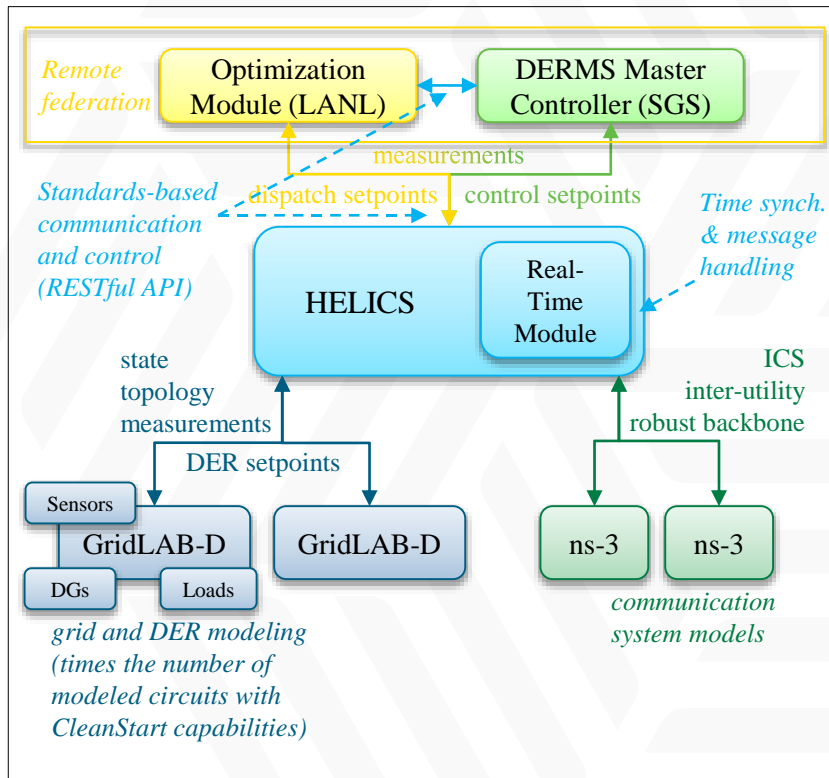 Remote
federation
Optimization
Module (LANL)
DERMS Master
Controller (SGS)
measurements
dispatch setpoints
control setpoints
Standards-based
communication
and control
(RESTful API)
Time synch.
& message
handling
HELICS
Real-
Time
Module
state
topology
measurements
DER setpoints
ICS
inter-utility
robust backbone
Sensors
GridLAB-D
DGs
Loads
GridLAB-D
ns-3
ns-3
grid and DER modeling
(times the number of
modeled circuits with
CleanStart capabilities)
communication
system models